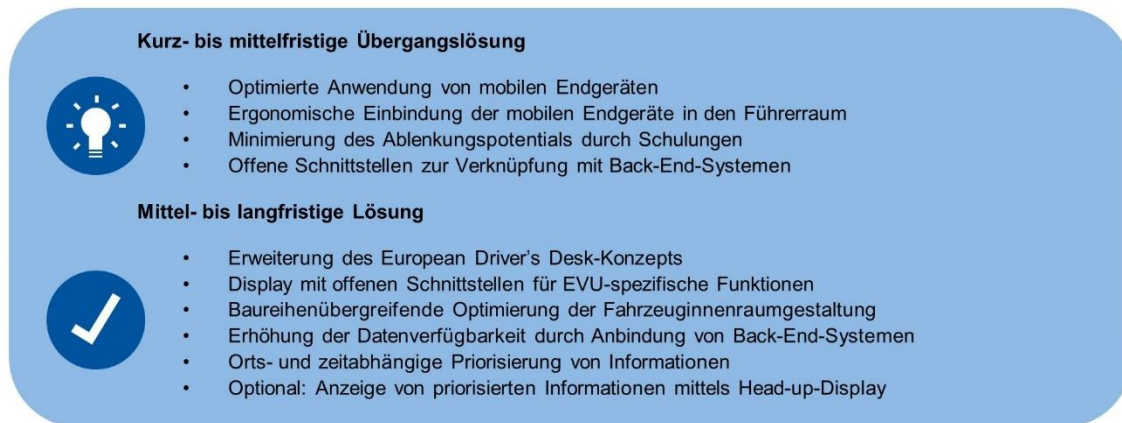 Kurz- bis mittelfristige Übergangslösung
• Optimierte Anwendung von mobilen Endgeräten
• Ergonomische Einbindung der mobilen Endgeräte in den Führerraum
• Minimierung des Ablenkungspotentials durch Schulungen
• Offene Schnittstellen zur Verknüpfung mit Back-End-Systemen
Mittel- bis langfristige Lösung
• Erweiterung des European Driver’s Desk-Konzepts
• Display mit offenen Schnittstellen für EVU-spezifische Funktionen
• Baureihenübergreifende Optimierung der Fahrzeuginnenraumgestaltung
• Erhöhung der Datenverfügbarkeit durch Anbindung von Back-End-Systemen
• Orts- und zeitabhängige Priorisierung von Informationen
• Optional: Anzeige von priorisierten Informationen mittels Head-up-Display